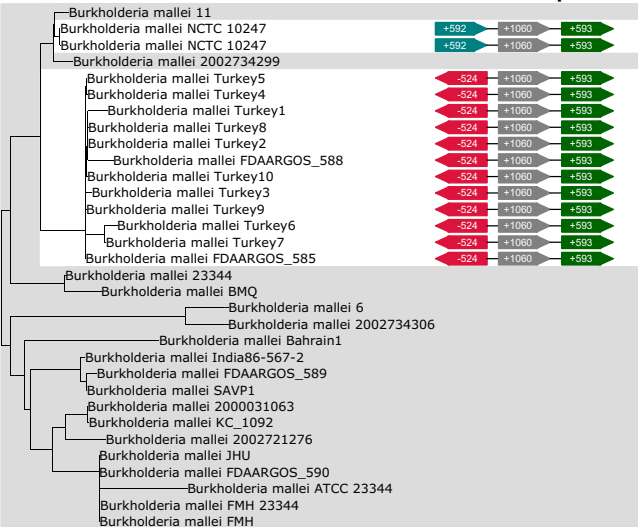 Burkholderia mallei 11
Burkholderia mallei NCTC 10247 +592 +1060 +593
Burkholderia mallei NCTC 10247 +592 +1060 +593
Burkholderia mallei 2002734299
Burkholderia mallei Turkey5 -524 +1060 +593
Burkholderia mallei Turkey4 -524 +1060 +593
Burkholderia mallei Turkey1 -524 +1060 +593
Burkholderia mallei Turkey8 -524 +1060 +593
Burkholderia mallei Turkey2 -524 +1060 +593
Burkholderia mallei FDAARGOS_588 -524 +1060 +593
Burkholderia mallei Turkey10 -524 +1060 +593
Burkholderia mallei Turkey3 -524 +1060 +593
Burkholderia mallei Turkey9 -524 +1060 +593
Burkholderia mallei Turkey6 -524 +1060 +593
Burkholderia mallei Turkey7 -524 +1060 +593
Burkholderia mallei FDAARGOS_585 -524 +1060 +593
Burkholderia mallei 23344
Burkholderia mallei BMQ
Burkholderia mallei 6
Burkholderia mallei 2002734306
Burkholderia mallei Bahrain1
Burkholderia mallei India86-567-2
Burkholderia mallei FDAARGOS_589
Burkholderia mallei SAVP1
Burkholderia mallei 2000031063
Burkholderia mallei KC_1092
Burkholderia mallei 2002721276
Burkholderia mallei JHU
Burkholderia mallei FDAARGOS_590
Burkholderia mallei ATCC 23344
Burkholderia mallei FMH 23344
Burkholderia mallei FMH